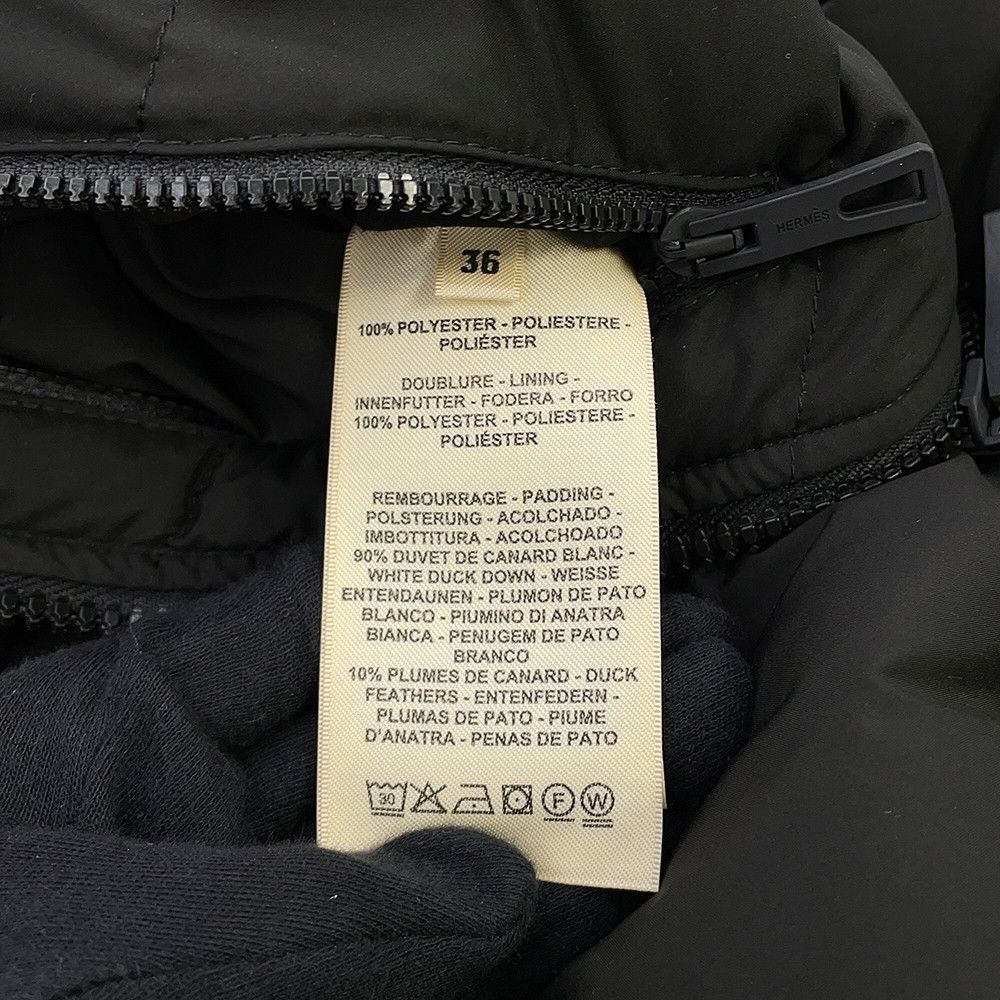 HERMÈS
36
100% POLYESTER - POLIESTERE -
POLIÉSTER
DOUBLURE - LINING -
INNENFUTTER - FODERA - FORRO
100% POLYESTER - POLIESTERE -
POLIÉSTER
REMBOURRAGE - PADDING -
POLSTERUNG - ACOLCHADO -
IMBOTTITURA - ACOLCHOADO
90% DUVET DE CANARD BLANC -
WHITE DUCK DOWN - WEISSE
ENTENDAUNEN - PLUMON DE PATO
BLANCO - PIUMINO DI ANATRA
BIANCA - PENUGEM DE PATO
BRANCO
10% PLUMES DE CANARD - DUCK
FEATHERS - ENTENFEDERN -
PLUMAS DE PATO - PIUME
D'ANATRA - PENAS DE PATO
30 F W